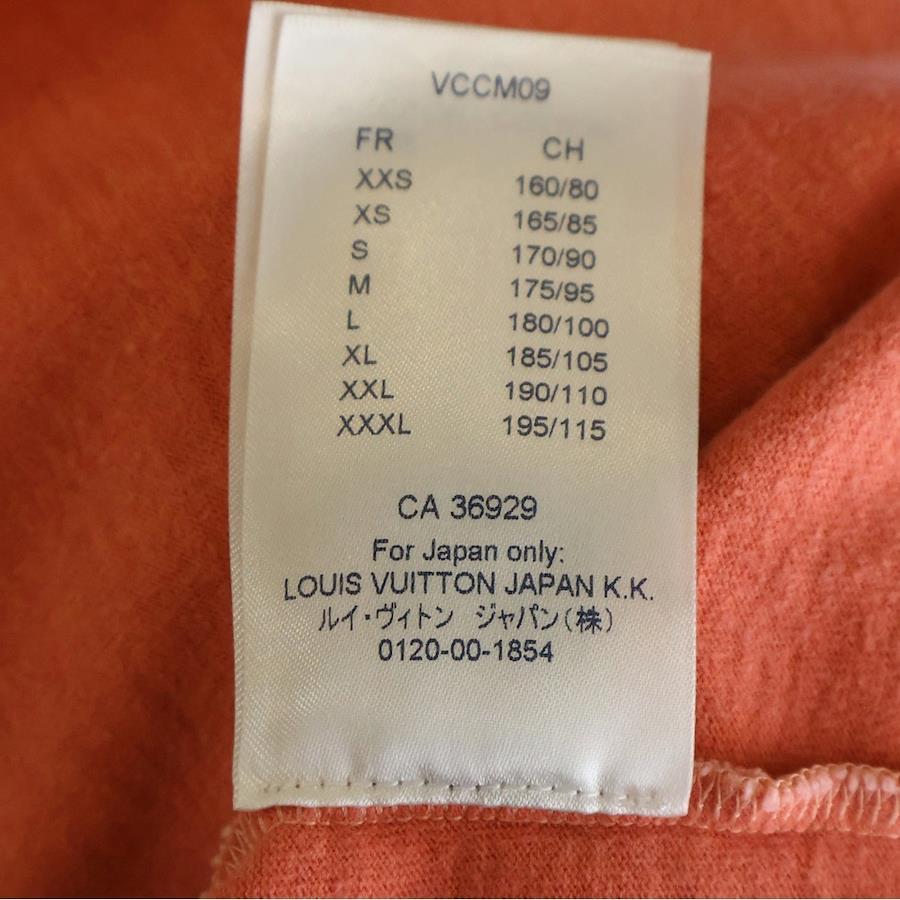 VCCM09
FR CH
XXS 160/80
XS 165/85
S 170/90
M 175/95
L 180/100
XL 185/105
XXL 190/110
XXXL 195/115
CA 36929
For Japan only:
LOUIS VUITTON JAPAN K.K.
ルイ・ヴィトン ジャパン(株)
0120-00-1854